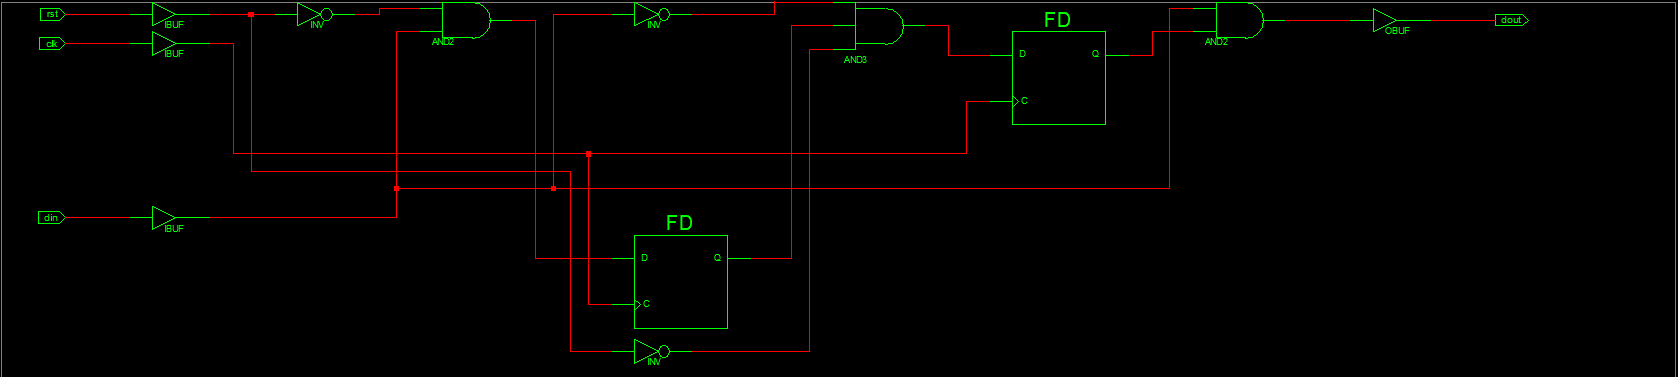 rst
IBUF
INV
AND2
INV
AND3
FD
D
Q
C
AND2
OBUF
dout
clk
IBUF
din
IBUF
FD
D
Q
C
INV